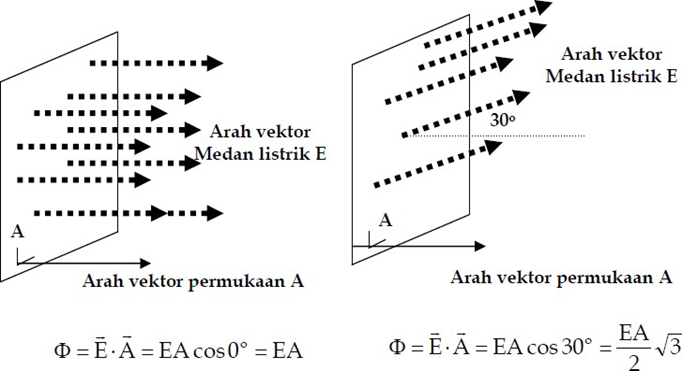 Arah vektor
Medan listrik E
A
Arah vektor permukaan A
Φ = E⃗ · A⃗ = EA cos 0° = EA
Arah vektor
Medan listrik E
30°
A
Arah vektor permukaan A
Φ = E⃗ · A⃗ = EA cos 30° = EA/2 √3